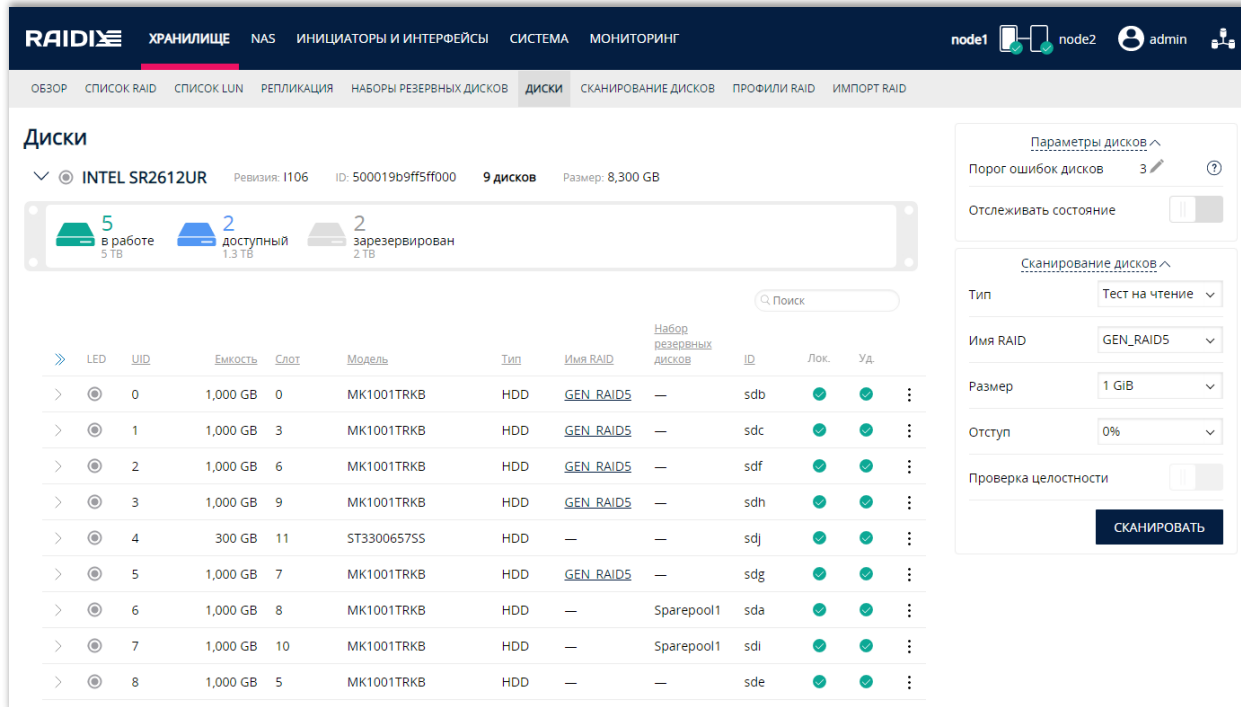 RAIDIX ХРАНИЛИЩЕ NAS ИНИЦИАТОРЫ И ИНТЕРФЕЙСЫ СИСТЕМА МОНИТОРИНГ node1 node2 admin
ОБЗОР СПИСОК RAID СПИСОК LUN РЕПЛИКАЦИЯ НАБОРЫ РЕЗЕРВНЫХ ДИСКОВ ДИСКИ СКАНИРОВАНИЕ ДИСКОВ ПРОФИЛИ RAID ИМПОРТ RAID
Диски
INTEL SR2612UR Ревизия: I106 ID: 500019b9ff5ff000 9 дисков Размер: 8,300 GB
5 в работе 5 TB
2 доступный 1.3 TB
2 зарезервирован 2 TB
Поиск
LED UID Емкость Слот Модель Тип Имя RAID Набор резервных дисков ID Лок. Уд.
0 1,000 GB 0 MK1001TRKB HDD GEN_RAID5 — sdb
1 1,000 GB 3 MK1001TRKB HDD GEN_RAID5 — sdc
2 1,000 GB 6 MK1001TRKB HDD GEN_RAID5 — sdf
3 1,000 GB 9 MK1001TRKB HDD GEN_RAID5 — sdh
4 300 GB 11 ST3300657SS HDD — — sdj
5 1,000 GB 7 MK1001TRKB HDD GEN_RAID5 — sdg
6 1,000 GB 8 MK1001TRKB HDD — Sparepool1 sda
7 1,000 GB 10 MK1001TRKB HDD — Sparepool1 sdi
8 1,000 GB 5 MK1001TRKB HDD — — sde
Параметры дисков
Порог ошибок дисков 3 ?
Отслеживать состояние
Сканирование дисков
Тип Тест на чтение
Имя RAID GEN_RAID5
Размер 1 GiB
Отступ 0%
Проверка целостности
СКАНИРОВАТЬ